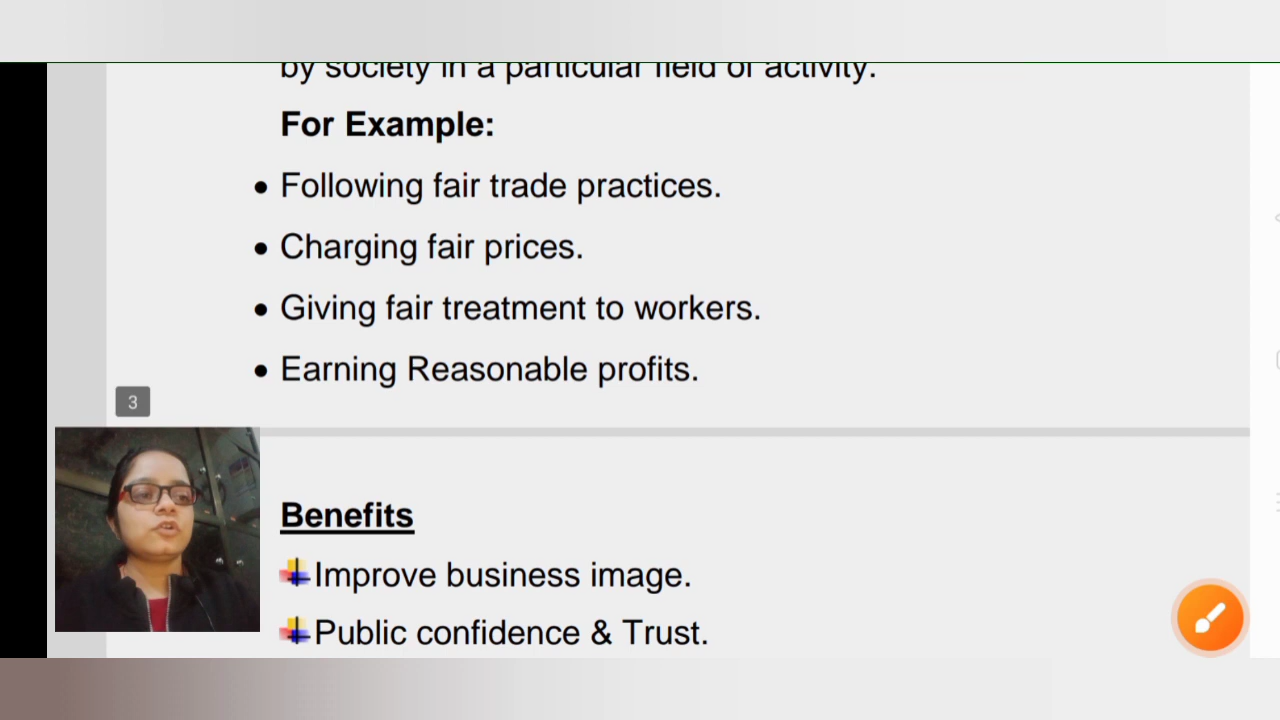 by society in a particular field of activity.
For Example:
• Following fair trade practices.
• Charging fair prices.
• Giving fair treatment to workers.
• Earning Reasonable profits.
3
Benefits
Improve business image.
Public confidence & Trust.